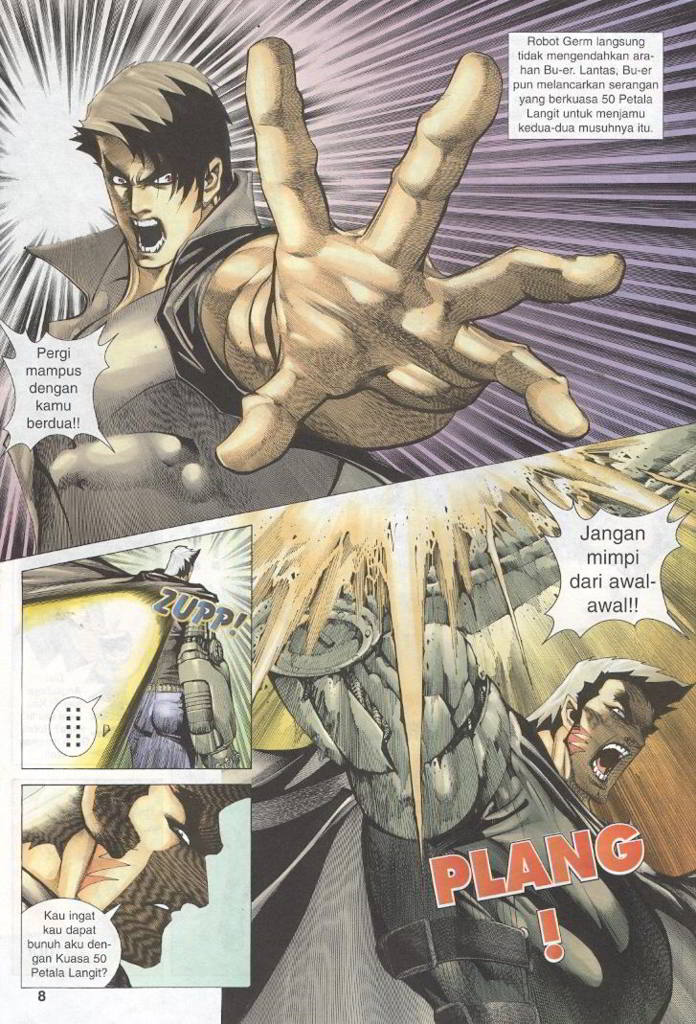 Robot Germ langsung
tidak mengendahkan ara-
han Bu-er. Lantas, Bu-er
pun melancarkan serangan
yang berkuasa 50 Petala
Langit untuk menjamu
kedua-dua musuhnya itu.
Pergi
mampus
dengan
kamu
berdua!!
Jangan
mimpi
dari awal-
awal!!
ZUPP!
PLANG
!
Kau ingat
kau dapat
bunuh aku den-
gan Kuasa 50
Petala Langit?
8